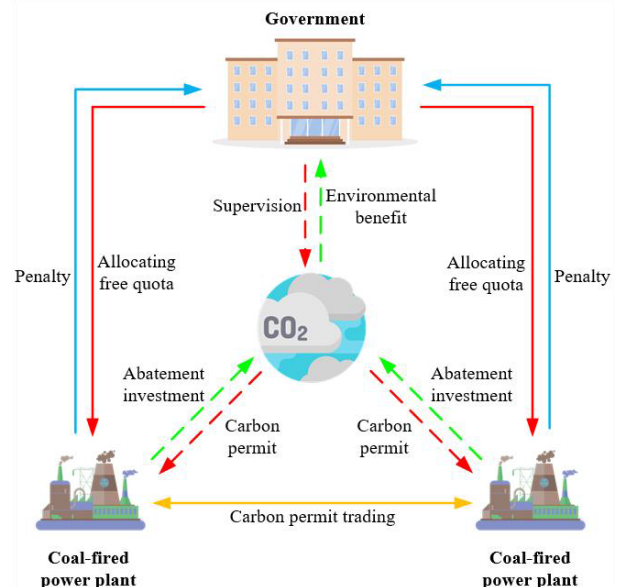 Government
Supervision
Environmental
benefit
Penalty
Allocating
free quota
Allocating
free quota
Penalty
CO₂
Abatement
investment
Abatement
investment
Carbon
permit
Carbon
permit
Carbon permit trading
Coal-fired
power plant
Coal-fired
power plant